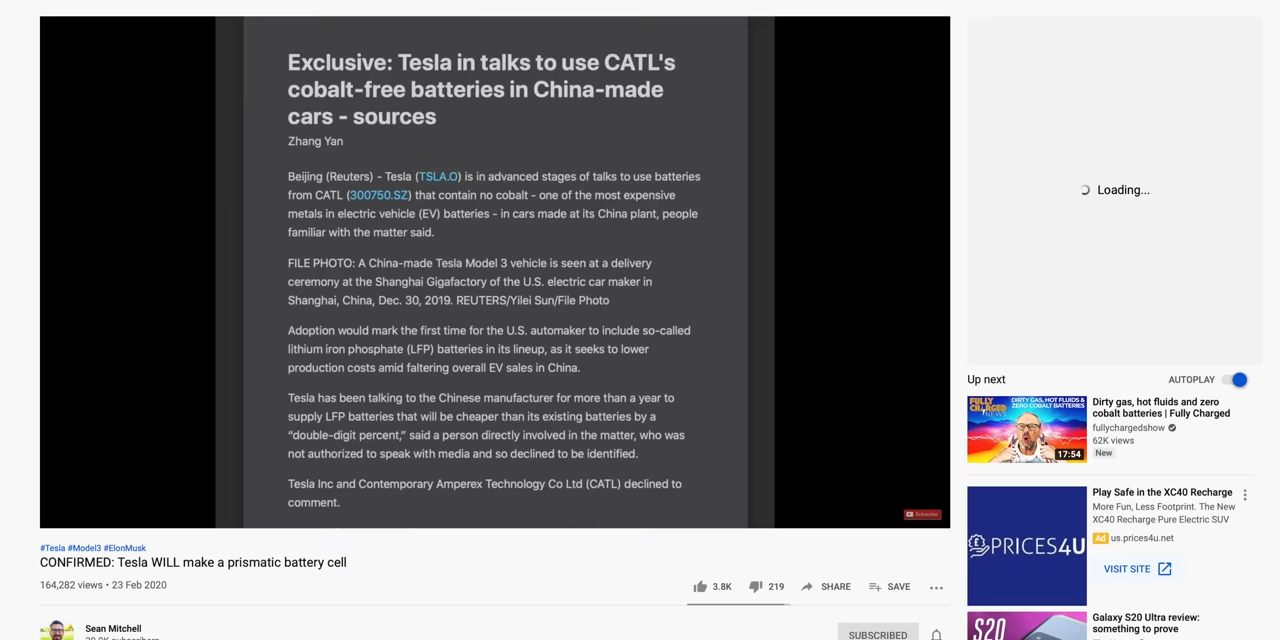 Exclusive: Tesla in talks to use CATL's
cobalt-free batteries in China-made
cars - sources
Zhang Yan
Beijing (Reuters) - Tesla (TSLA.O) is in advanced stages of talks to use batteries
from CATL (300750.SZ) that contain no cobalt - one of the most expensive
metals in electric vehicle (EV) batteries - in cars made at its China plant, people
familiar with the matter said.
FILE PHOTO: A China-made Tesla Model 3 vehicle is seen at a delivery
ceremony at the Shanghai Gigafactory of the U.S. electric car maker in
Shanghai, China, Dec. 30, 2019. REUTERS/Yilei Sun/File Photo
Adoption would mark the first time for the U.S. automaker to include so-called
lithium iron phosphate (LFP) batteries in its lineup, as it seeks to lower
production costs amid faltering overall EV sales in China.
Tesla has been talking to the Chinese manufacturer for more than a year to
supply LFP batteries that will be cheaper than its existing batteries by a
“double-digit percent,” said a person directly involved in the matter, who was
not authorized to speak with media and so declined to be identified.
Tesla Inc and Contemporary Amperex Technology Co Ltd (CATL) declined to
comment.
Subscribe
#Tesla #Model3 #ElonMusk
CONFIRMED: Tesla WILL make a prismatic battery cell
164,282 views • 23 Feb 2020
3.8K 219 SHARE SAVE
Sean Mitchell
SUBSCRIBED
Loading...
Up next AUTOPLAY
FULLY CHARGED NEWS
DIRTY GAS, HOT FLUIDS &
ZERO COBALT BATTERIES
17:54
Dirty gas, hot fluids and zero
cobalt batteries | Fully Charged
fullychargedshow
62K views
New
PRICES4U
Play Safe in the XC40 Recharge
More Fun, Less Footprint. The New
XC40 Recharge Pure Electric SUV
Ad us.prices4u.net
VISIT SITE
S20
Galaxy S20 Ultra review:
something to prove